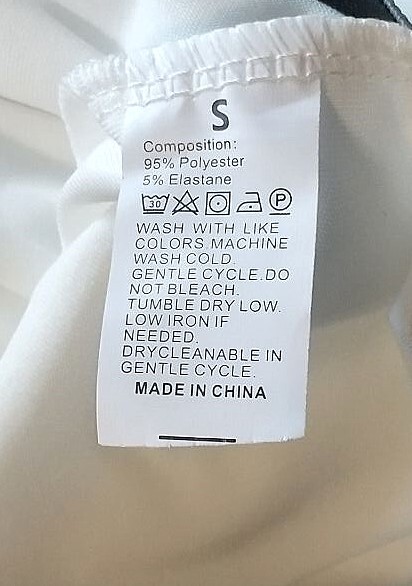 S
Composition:
95% Polyester
5% Elastane
30 P
WASH WITH LIKE
COLORS.MACHINE
WASH COLD.
GENTLE CYCLE.DO
NOT BLEACH.
TUMBLE DRY LOW.
LOW IRON IF
NEEDED.
DRYCLEANABLE IN
GENTLE CYCLE.
MADE IN CHINA